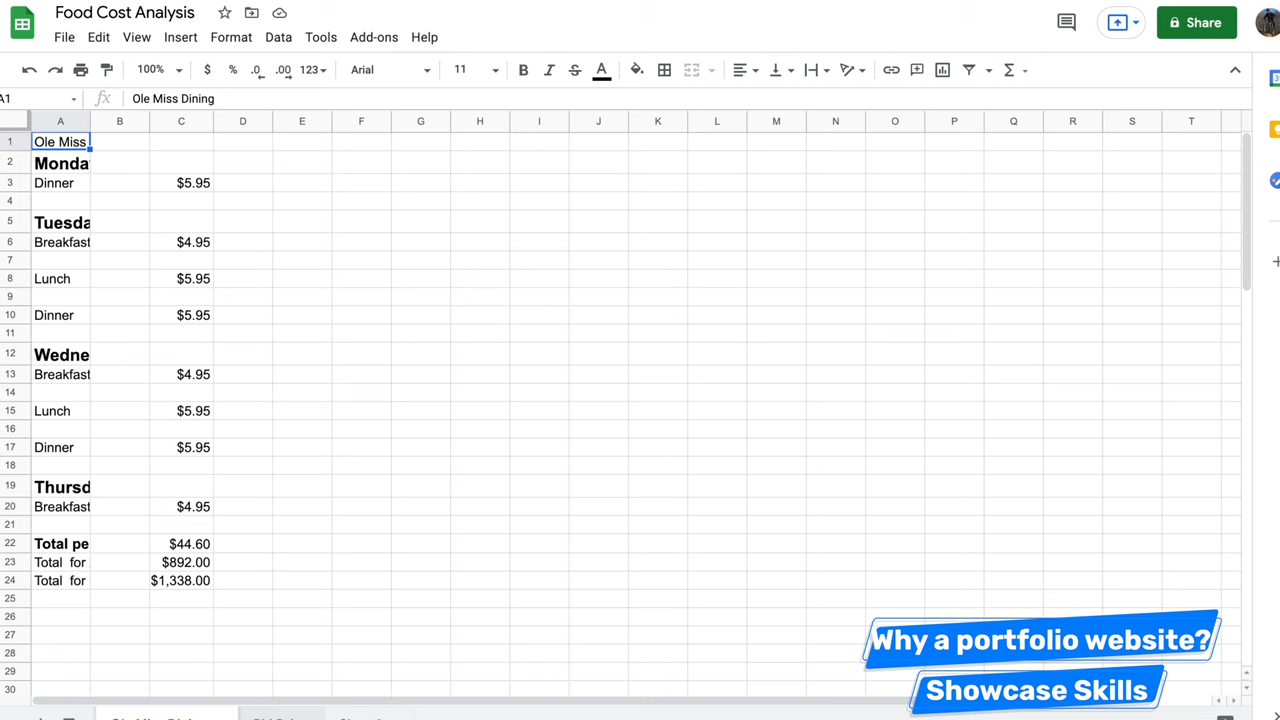 Food Cost Analysis
File Edit View Insert Format Data Tools Add-ons
Share
100% $ % .0 .00 123 Arial 11 B I S A
A1 fx Ole Miss Dining
A B C D E F G H I J K L M N O P Q R S T
1 Ole Miss
2 Monda
3 Dinner $5.95
4
5 Tuesda
6 Breakfast $4.95
7
8 Lunch $5.95
9
10 Dinner $5.95
11
12 Wedne
13 Breakfast $4.95
14
15 Lunch $5.95
16
17 Dinner $5.95
18
19 Thursd
20 Breakfast $4.95
21
22 Total pe $44.60
23 Total for $892.00
24 Total for $1,338.00
25
26
27
28
29
30
Why a portfolio website?
Showcase Skills